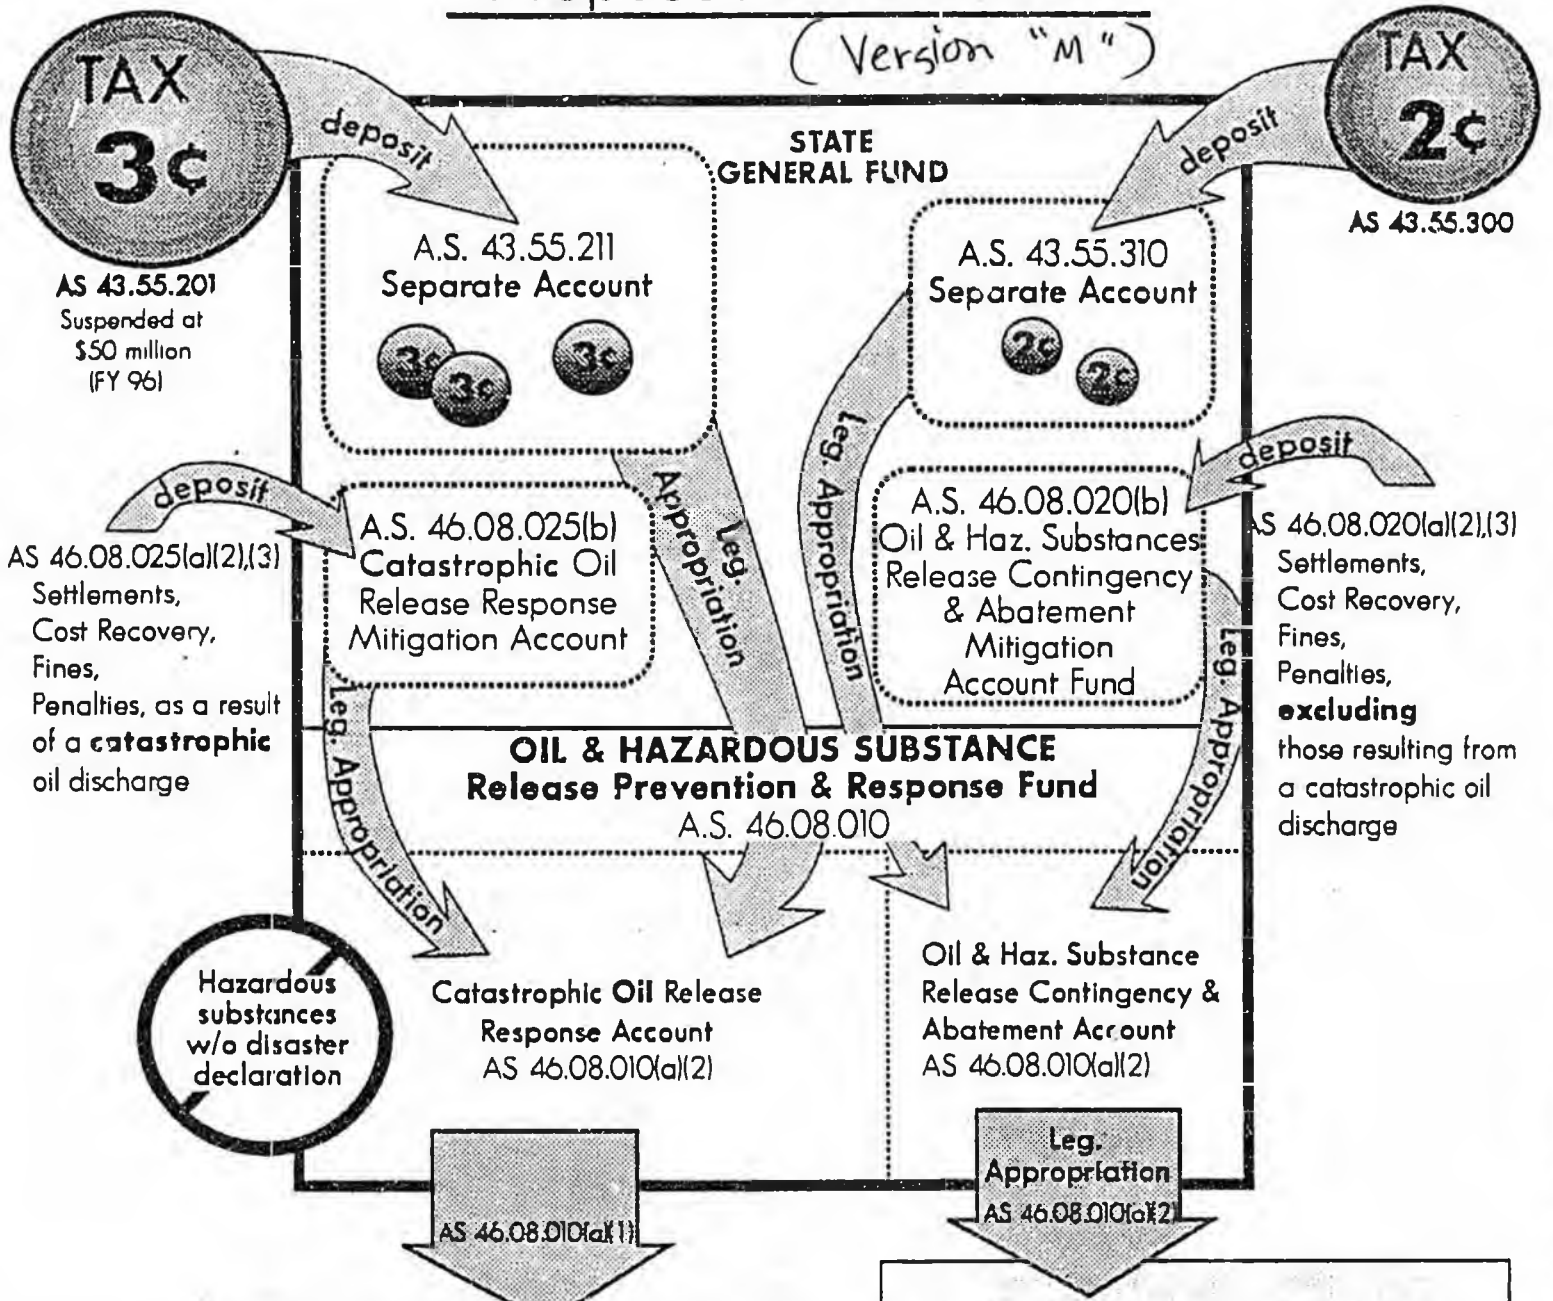 (Version "M")
TAX
3¢
deposit
AS 43.55.201
Suspended at
$50 million
(FY 96)
STATE
GENERAL FUND
TAX
2¢
deposit
AS 43.55.300
A.S. 43.55.211
Separate Account
3¢
3¢
3¢
A.S. 43.55.310
Separate Account
2¢
2¢
Leg.
Appropriation
Leg. Appropriation
deposit
AS 46.08.025(a)(2),(3)
Settlements,
Cost Recovery,
Fines,
Penalties, as a result
of a catastrophic
oil discharge
A.S. 46.08.025(b)
Catastrophic Oil
Release Response
Mitigation Account
Leg. Appropriation
A.S. 46.08.020(b)
Oil & Haz. Substances
Release Contingency
& Abatement
Mitigation
Account Fund
Leg. Appropriation
deposit
AS 46.08.020(a)(2),(3)
Settlements,
Cost Recovery,
Fines,
Penalties,
excluding
those resulting from
a catastrophic oil
discharge
OIL & HAZARDOUS SUBSTANCE
Release Prevention & Response Fund
A.S. 46.08.010
Hazardous
substances
w/o disaster
declaration
Catastrophic Oil Release
Response Account
AS 46.08.010(a)(2)
Oil & Haz. Substance
Release Contingency &
Abatement Account
AS 46.08.010(a)(2)
AS 46.08.010(a)(1)
Leg.
Appropriation
AS 46.08.010(a)(2)